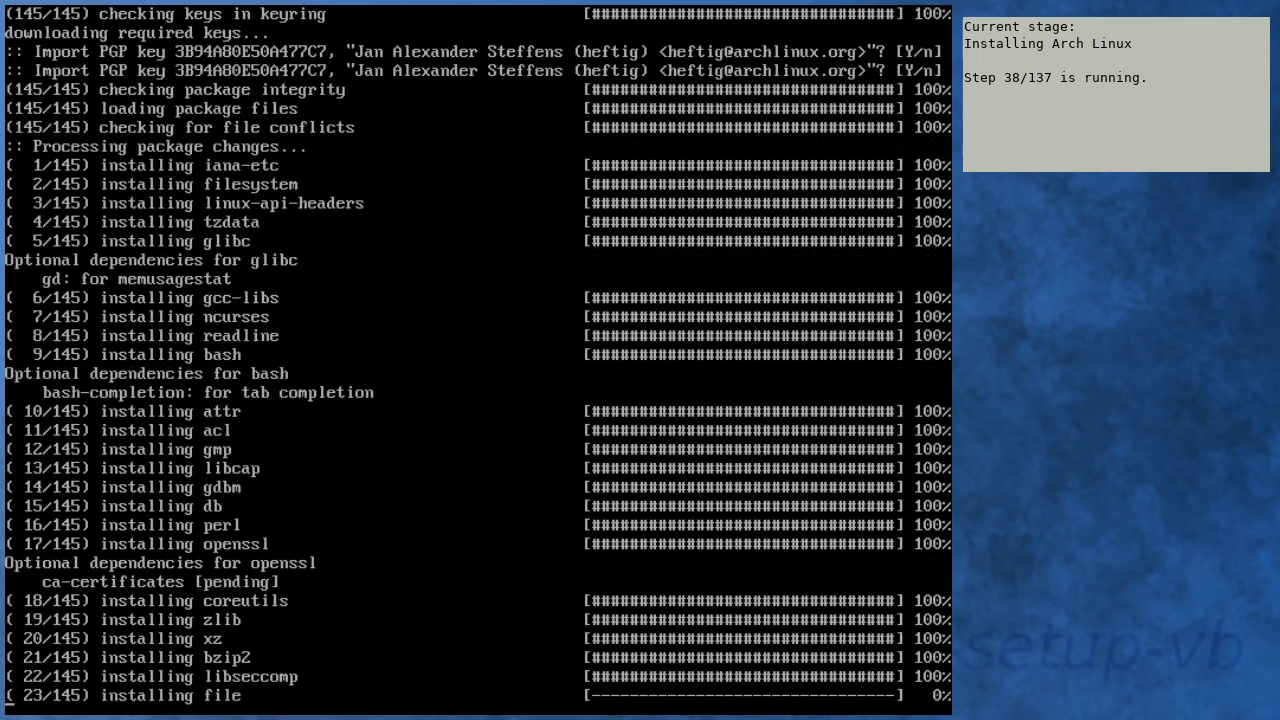 (145/145) checking keys in keyring [################################] 100%
downloading required keys...
:: Import PGP key 3B94A80E50A477C7, "Jan Alexander Steffens (heftig) <heftig@archlinux.org>"? [Y/n]
:: Import PGP key 3B94A80E50A477C7, "Jan Alexander Steffens (heftig) <heftig@archlinux.org>"? [Y/n]
(145/145) checking package integrity [################################] 100%
(145/145) loading package files [################################] 100%
(145/145) checking for file conflicts [################################] 100%
:: Processing package changes...
(  1/145) installing iana-etc [################################] 100%
(  2/145) installing filesystem [################################] 100%
(  3/145) installing linux-api-headers [################################] 100%
(  4/145) installing tzdata [################################] 100%
(  5/145) installing glibc [################################] 100%
Optional dependencies for glibc
    gd: for memusagestat
(  6/145) installing gcc-libs [################################] 100%
(  7/145) installing ncurses [################################] 100%
(  8/145) installing readline [################################] 100%
(  9/145) installing bash [################################] 100%
Optional dependencies for bash
    bash-completion: for tab completion
( 10/145) installing attr [################################] 100%
( 11/145) installing acl [################################] 100%
( 12/145) installing gmp [################################] 100%
( 13/145) installing libcap [################################] 100%
( 14/145) installing gdbm [################################] 100%
( 15/145) installing db [################################] 100%
( 16/145) installing perl [################################] 100%
( 17/145) installing openssl [################################] 100%
Optional dependencies for openssl
    ca-certificates [pending]
( 18/145) installing coreutils [################################] 100%
( 19/145) installing zlib [################################] 100%
( 20/145) installing xz [################################] 100%
( 21/145) installing bzip2 [################################] 100%
( 22/145) installing libseccomp [################################] 100%
( 23/145) installing file [--------------------------------] 0%
Current stage:
Installing Arch Linux
Step 38/137 is running.
setup-vb